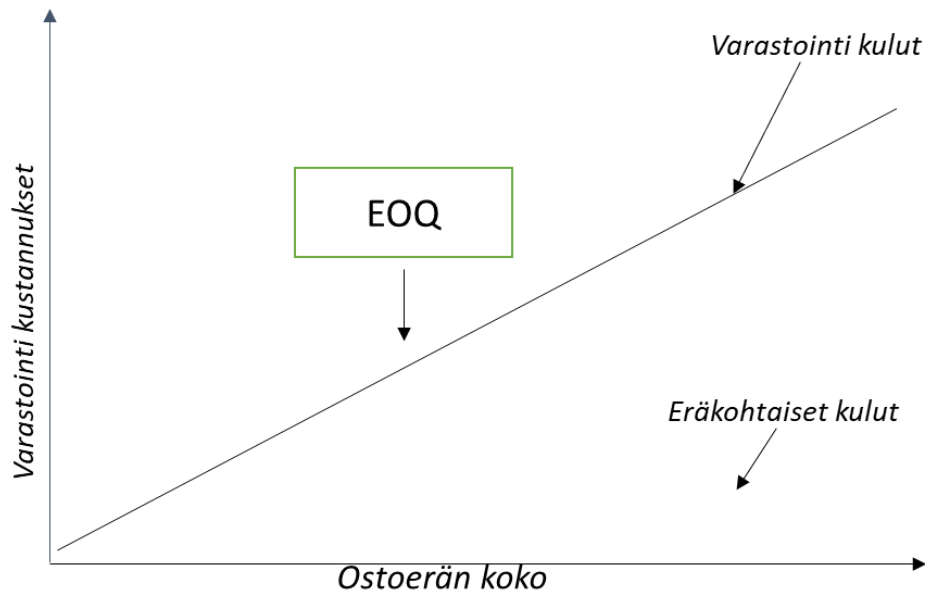 Varastointi kulut
EOQ
Varastointi kustannukset
Eräkohtaiset kulut
Ostoerän koko